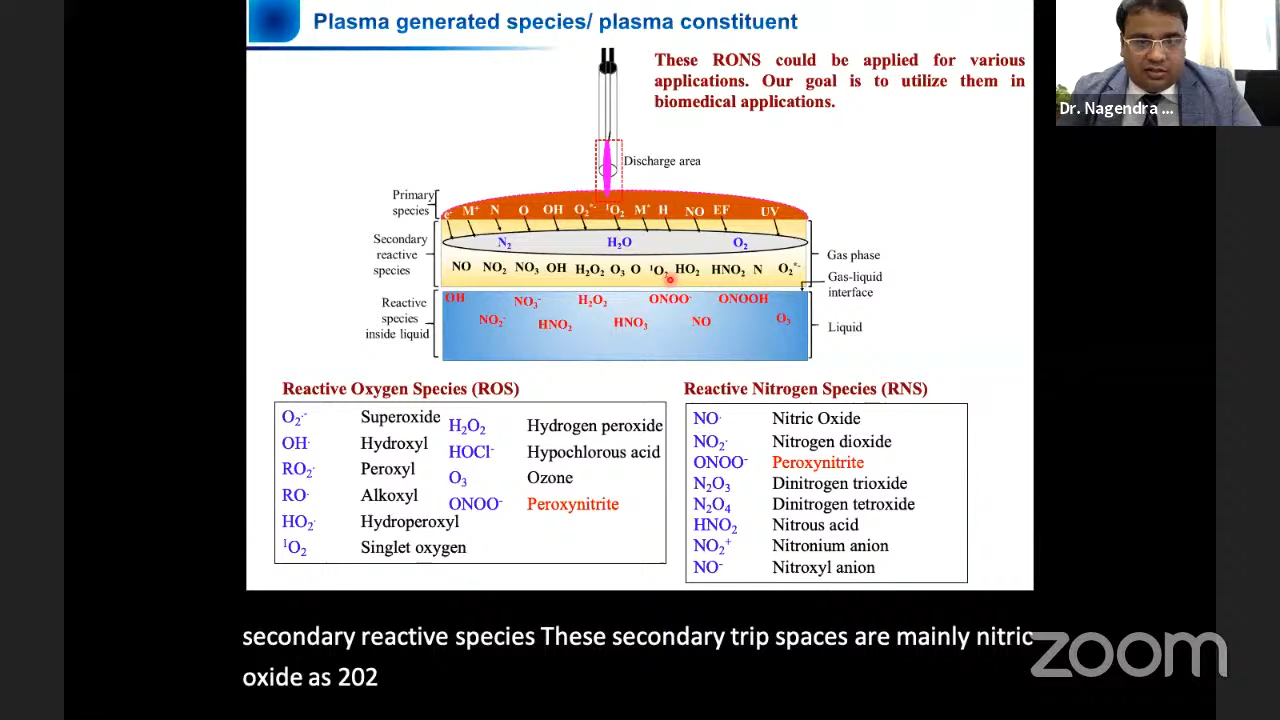 Plasma generated species/ plasma constituent
These RONS could be applied for various
applications. Our goal is to utilize them in
biomedical applications.
Dr. Nagendra ...
Discharge area
Primary
species
e⁻ M⁺ N O OH O₂•⁻ ¹O₂ M* H NO EF UV
Secondary
reactive
species
N₂ H₂O O₂
Gas phase
NO NO₂ NO₃ OH H₂O₂ O₃ O ¹O₂ HO₂ HNO₂ N O₂•⁻
Gas-liquid
interface
Reactive
species
inside liquid
OH NO₃⁻ H₂O₂ ONOO⁻ ONOOH
NO₂⁻ HNO₂ HNO₃ NO O₃
Liquid
Reactive Oxygen Species (ROS)
O₂·⁻ Superoxide
OH· Hydroxyl
RO₂· Peroxyl
RO· Alkoxyl
HO₂· Hydroperoxyl
¹O₂ Singlet oxygen
H₂O₂ Hydrogen peroxide
HOCl⁻ Hypochlorous acid
O₃ Ozone
ONOO⁻ Peroxynitrite
Reactive Nitrogen Species (RNS)
NO· Nitric Oxide
NO₂· Nitrogen dioxide
ONOO⁻ Peroxynitrite
N₂O₃ Dinitrogen trioxide
N₂O₄ Dinitrogen tetroxide
HNO₂ Nitrous acid
NO₂⁺ Nitronium anion
NO⁻ Nitroxyl anion
secondary reactive species These secondary trip spaces are mainly nitric
oxide as 202
zoom